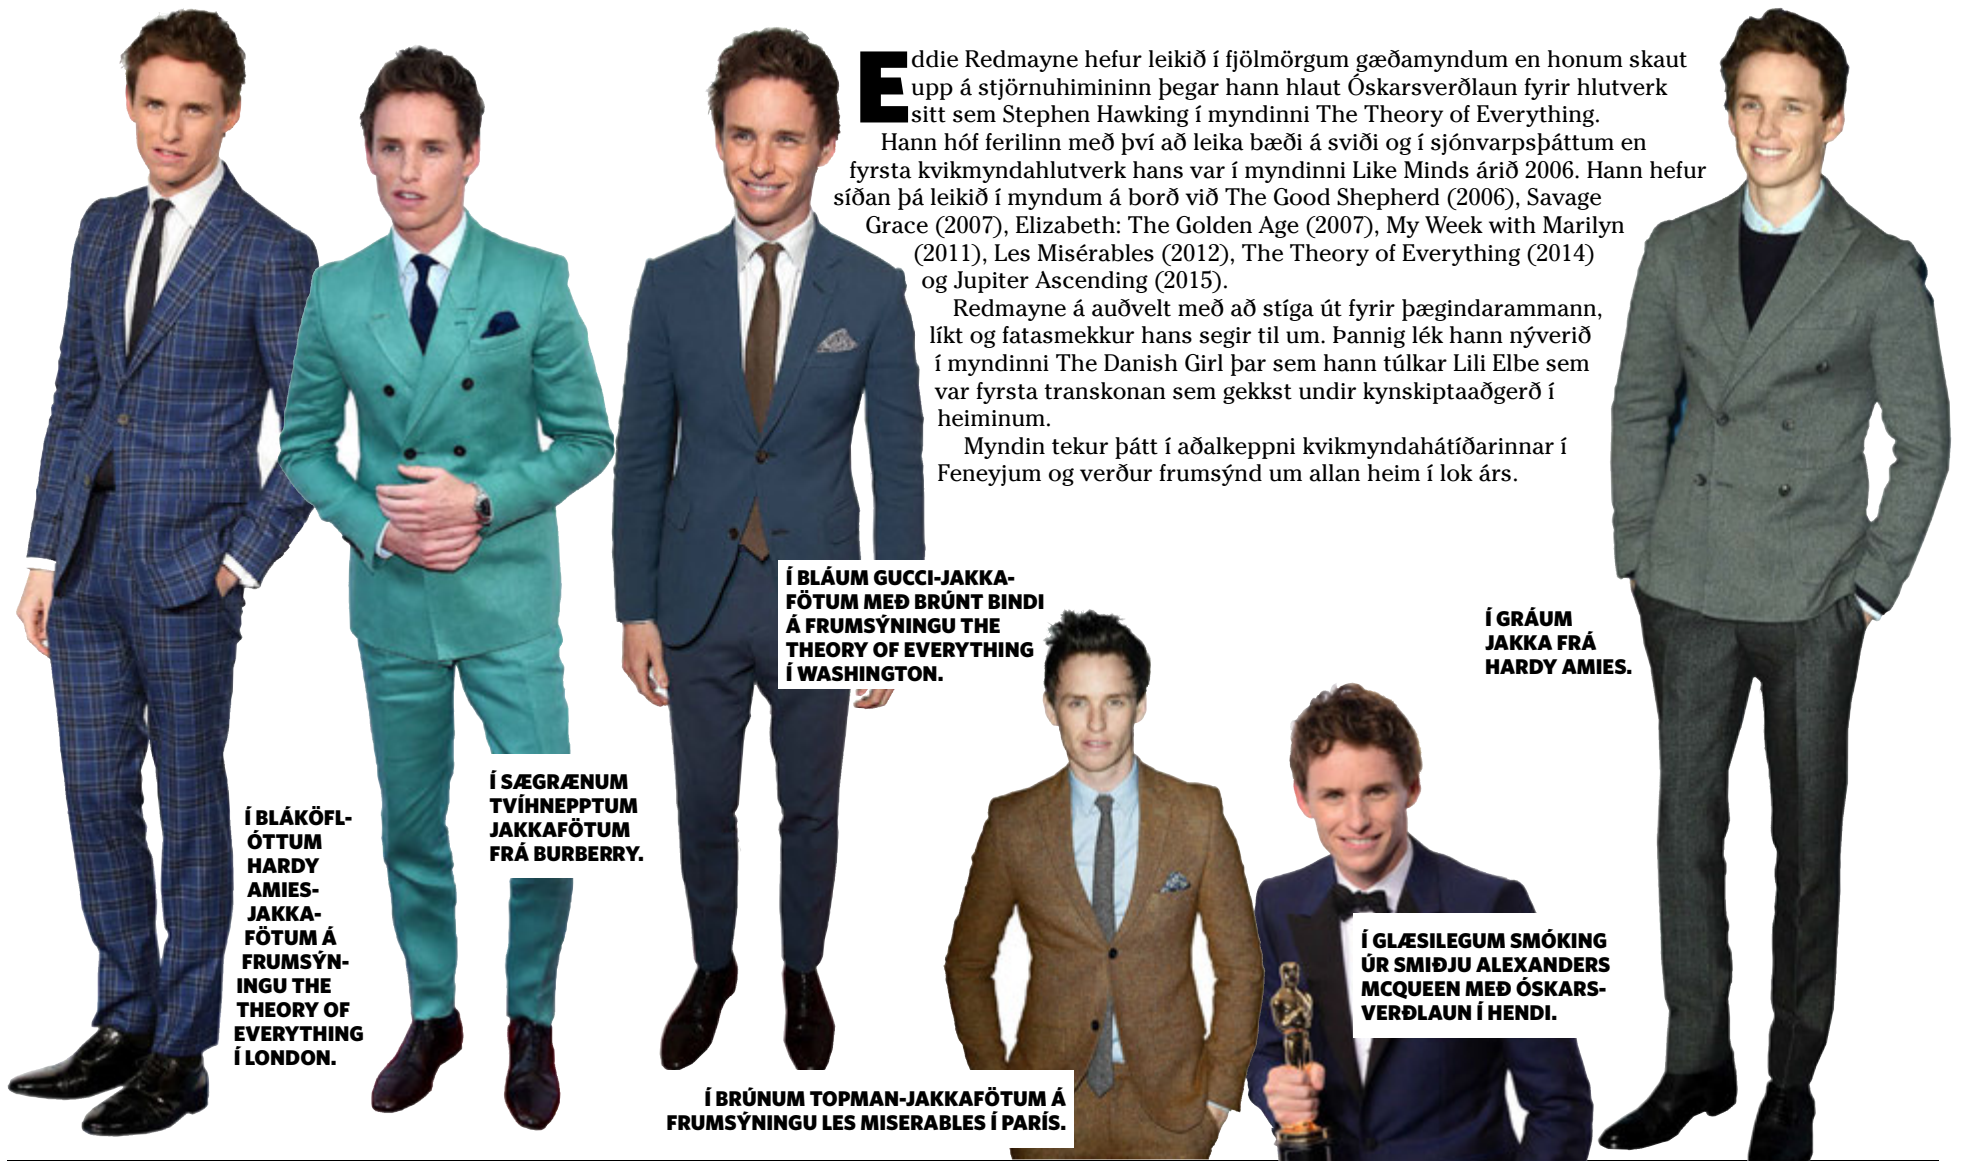 Eddie Redmayne hefur leikið í fjölmörgum gæðamyndum en honum skaut
upp á stjörnuhimininn þegar hann hlaut Óskarsverðlaun fyrir hlutverk
sitt sem Stephen Hawking í myndinni The Theory of Everything.
Hann hóf ferilinn með því að leika bæði á sviði og í sjónvarpsþáttum en
fyrsta kvikmyndahlutverk hans var í myndinni Like Minds árið 2006. Hann hefur
síðan þá leikið í myndum á borð við The Good Shepherd (2006), Savage
Grace (2007), Elizabeth: The Golden Age (2007), My Week with Marilyn
(2011), Les Misérables (2012), The Theory of Everything (2014)
og Jupiter Ascending (2015).
Redmayne á auðvelt með að stíga út fyrir þægindarammann,
líkt og fatasmekkur hans segir til um. Þannig lék hann nýverið
í myndinni The Danish Girl þar sem hann túlkar Lili Elbe sem
var fyrsta transkonan sem gekkst undir kynskiptaaðgerð í
heiminum.
Myndin tekur þátt í aðalkeppni kvikmyndahátíðarinnar í
Feneyjum og verður frumsýnd um allan heim í lok árs.
Í BLÁKÖFL-
ÓTTUM
HARDY
AMIES-
JAKKA-
FÖTUM Á
FRUMSÝN-
INGU THE
THEORY OF
EVERYTHING
Í LONDON.
Í SÆGRÆNUM
TVÍHNEPPTUM
JAKKAFÖTUM
FRÁ BURBERRY.
Í BLÁUM GUCCI-JAKKA-
FÖTUM MEÐ BRÚNT BINDI
Á FRUMSÝNINGU THE
THEORY OF EVERYTHING
Í WASHINGTON.
Í BRÚNUM TOPMAN-JAKKAFÖTUM Á
FRUMSÝNINGU LES MISERABLES Í PARÍS.
Í GLÆSILEGUM SMÓKING
ÚR SMIÐJU ALEXANDERS
MCQUEEN MEÐ ÓSKARS-
VERÐLAUN Í HENDI.
Í GRÁUM
JAKKA FRÁ
HARDY AMIES.